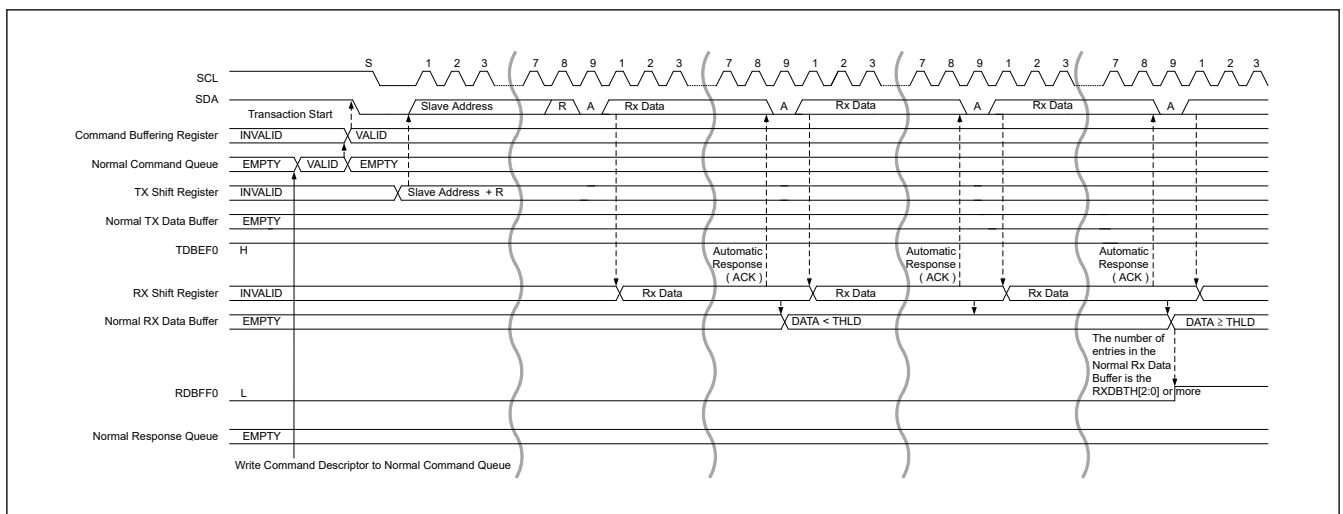 S 1 2 3 7 8 9 1 2 3 7 8 9 1 2 3 7 8 9 1 2 3 7 8 9 1 2 3
SCL
SDA
Transaction Start
Slave Address R A Rx Data A Rx Data A Rx Data A
Command Buffering Register INVALID VALID
Normal Command Queue EMPTY VALID EMPTY
TX Shift Register INVALID Slave Address + R
Normal TX Data Buffer EMPTY
TDBEF0 H
Automatic
Response
( ACK )
Automatic
Response
( ACK )
Automatic
Response
( ACK )
RX Shift Register INVALID Rx Data Rx Data Rx Data
Normal RX Data Buffer EMPTY DATA < THLD DATA ≥ THLD
The number of
entries in the
Normal Rx Data
Buffer is the
RXDBTH[2:0] or more
RDBFF0 L
Normal Response Queue EMPTY
Write Command Descriptor to Normal Command Queue